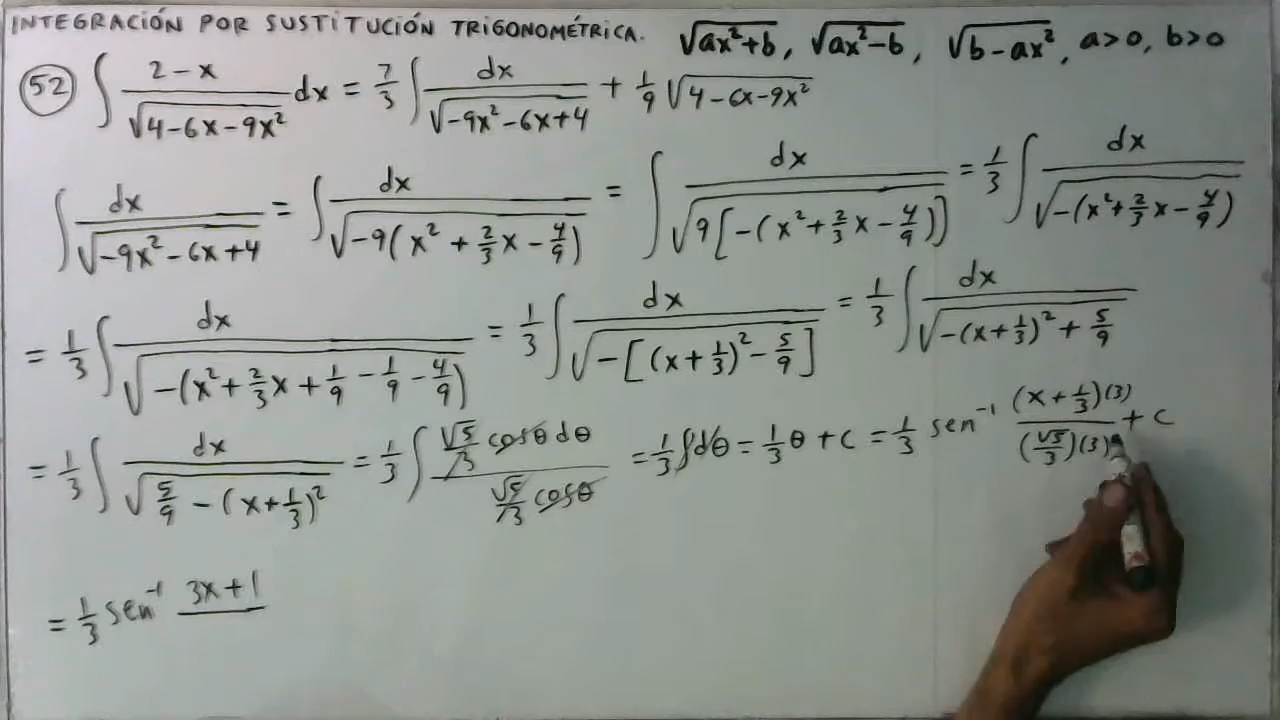 INTEGRACIÓN POR SUSTITUCIÓN TRIGONOMÉTRICA. √(ax²+b), √(ax²-b), √(b-ax²), a>0, b>0
(52) ∫ (2-x)/√(4-6x-9x²) dx = 7/3 ∫ dx/√(-9x²-6x+4) + 1/9 √(4-6x-9x²)
∫ dx/√(-9x²-6x+4) = ∫ dx/√(-9(x²+2/3x-4/9)) = ∫ dx/√(9[-(x²+2/3x-4/9)]) = 1/3 ∫ dx/√(-(x²+2/3x-4/9))
= 1/3 ∫ dx/√(-(x²+2/3x+1/9-1/9-4/9)) = 1/3 ∫ dx/√(-[(x+1/3)²-5/9]) = 1/3 ∫ dx/√(-(x+1/3)²+5/9)
= 1/3 ∫ dx/√(5/9-(x+1/3)²) = 1/3 ∫ (√5/3 cosθ dθ)/(√5/3 cosθ) = 1/3 ∫dθ = 1/3 θ + c = 1/3 sen⁻¹ (x+1/3)(3)/(√5/3)(3) + c
= 1/3 sen⁻¹ 3x+1